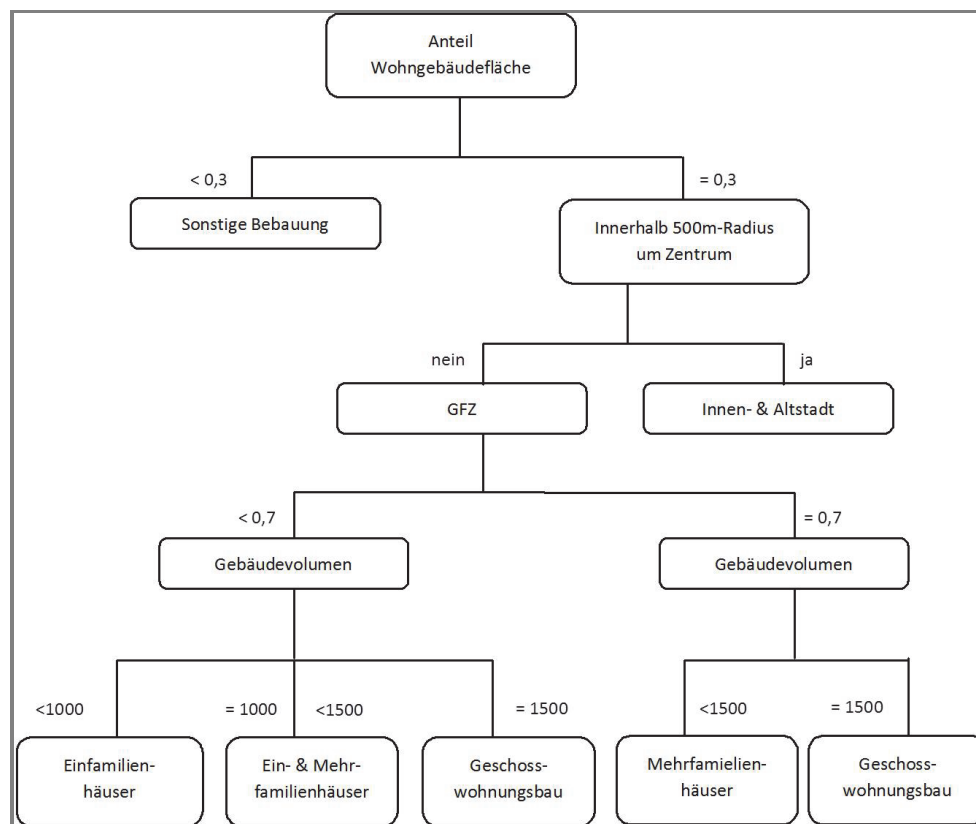 Anteil
Wohngebäudefläche
< 0,3
= 0,3
Sonstige Bebauung
Innerhalb 500m-Radius
um Zentrum
nein
ja
GFZ
Innen- & Altstadt
< 0,7
= 0,7
Gebäudevolumen
Gebäudevolumen
<1000
= 1000
<1500
= 1500
<1500
= 1500
Einfamilien-
häuser
Ein- & Mehr-
familienhäuser
Geschoss-
wohnungsbau
Mehrfamielien-
häuser
Geschoss-
wohnungsbau